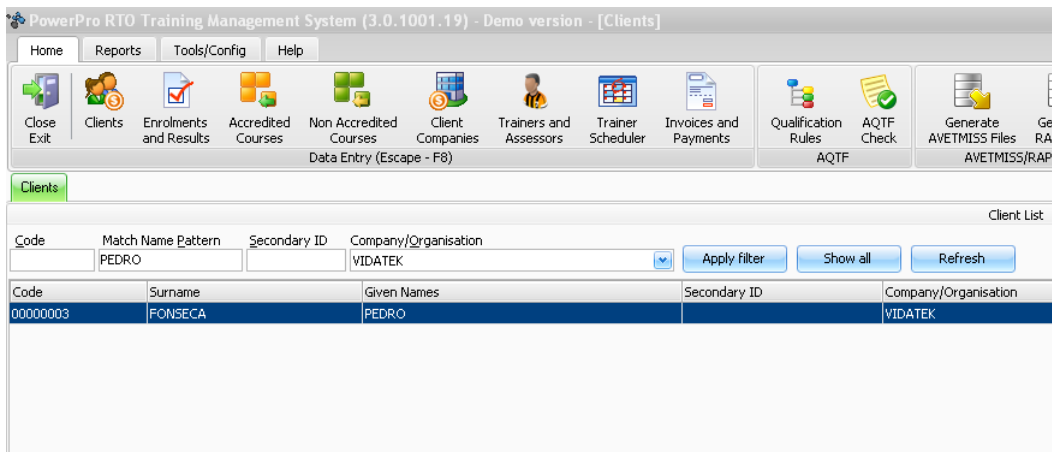 PowerPro RTO Training Management System (3.0.1001.19) - Demo version - [Clients]
Home Reports Tools/Config Help
Close Exit
Clients
Enrolments and Results
Accredited Courses
Non Accredited Courses
Client Companies
Trainers and Assessors
Trainer Scheduler
Invoices and Payments
Qualification Rules
AQTF Check
Generate AVETMISS Files
Data Entry (Escape - F8) AQTF AVETMISS/RAP
Clients
Client List
Code Match Name Pattern Secondary ID Company/Organisation
PEDRO VIDATEK Apply filter Show all Refresh
Code Surname Given Names Secondary ID Company/Organisation
00000003 FONSECA PEDRO VIDATEK